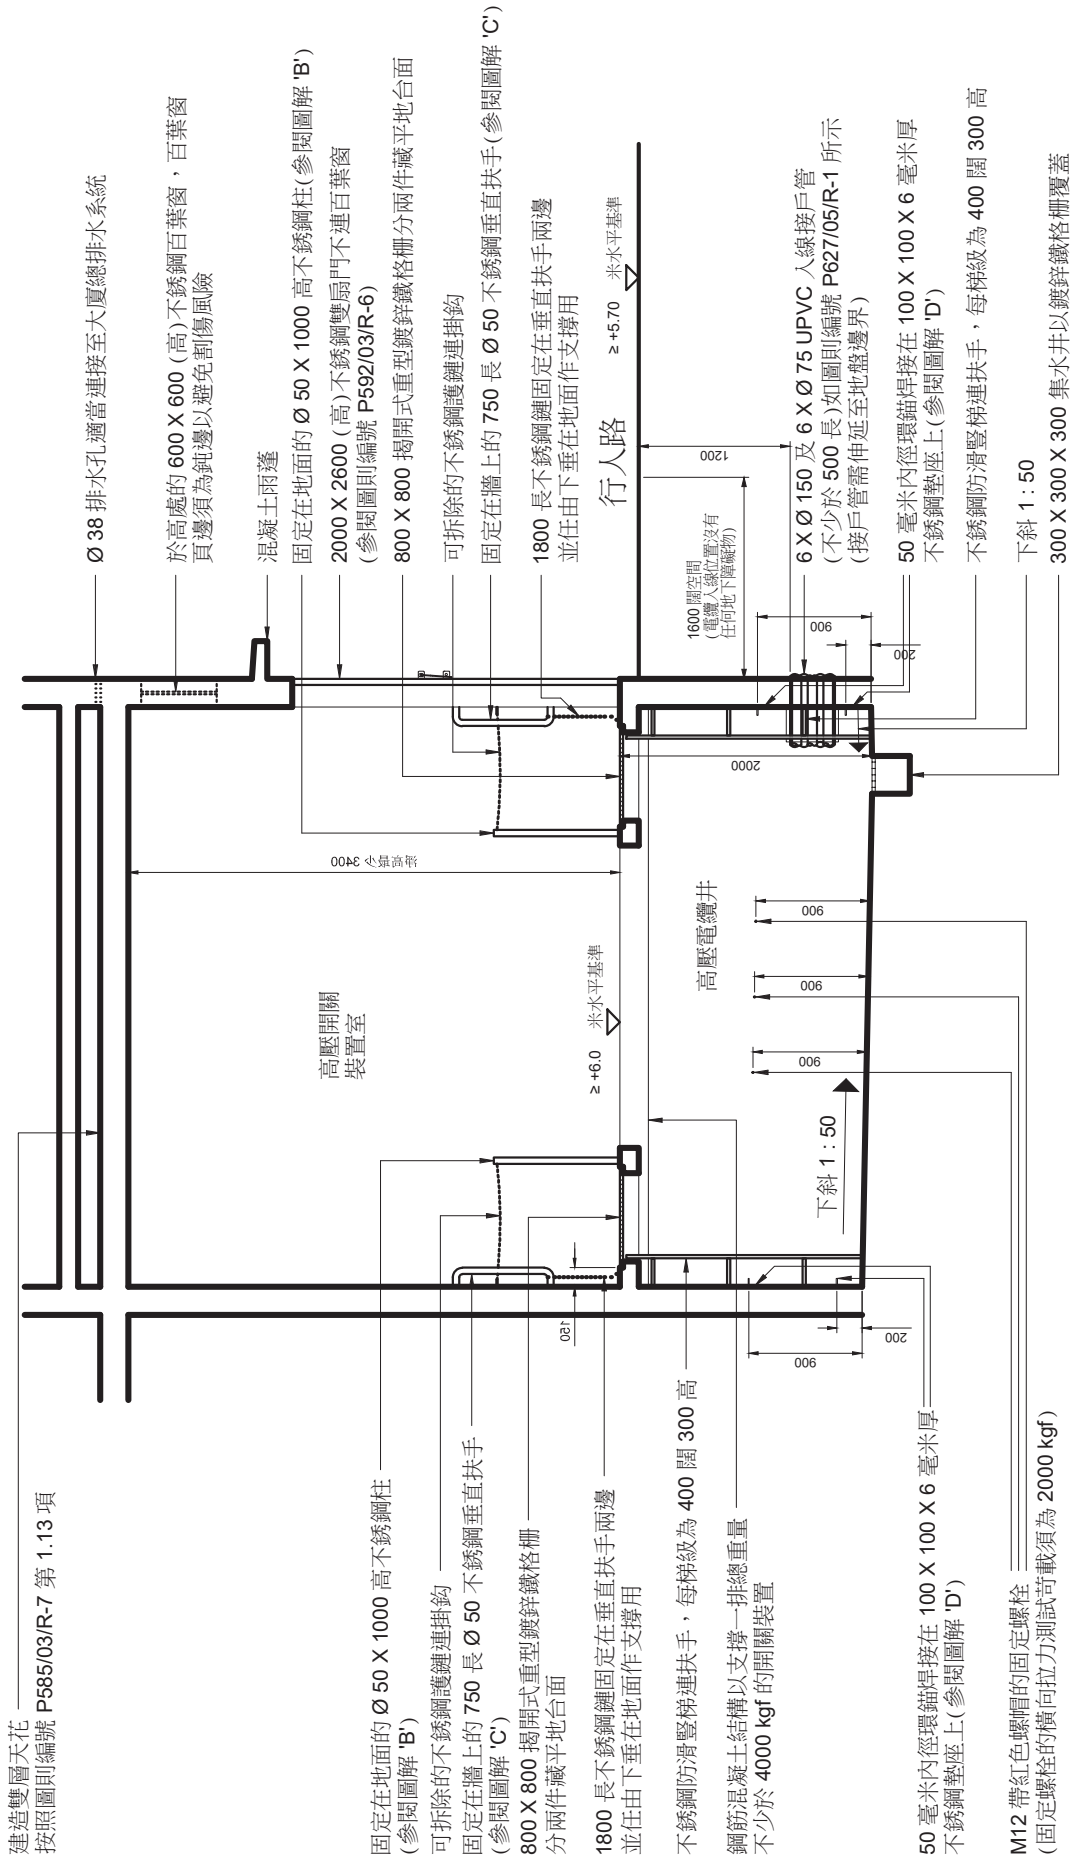 建造雙層天花
按照圖則編號 P585/03/R-7 第 1.13 項
Ø 38 排水孔適當連接至大廈總排水系統
於高處的 600 X 600 (高)不銹鋼百葉窗，百葉窗
頁邊須為鈍邊以避免割傷風險
混凝土雨蓬
固定在地面的 Ø 50 X 1000 高不銹鋼柱(參閱圖解 'B')
2000 X 2600 (高)不銹鋼雙扇門不連百葉窗
(參閱圖則編號 P592/03/R-6)
800 X 800 揭開式重型鍍鋅鐵格柵分兩件藏平地台面
可拆除的不銹鋼護鏈連掛鈎
固定在牆上的 750 長 Ø 50 不銹鋼垂直扶手(參閱圖解 'C')
1800 長不銹鋼鏈固定在垂直扶手兩邊
並任由下垂在地面作支撐用
行人路
≥ +5.70
米水平基準
1200
1600 闊空間
(電纜入線位置沒有
任何地下障礙物)
6 X Ø 150 及 6 X Ø 75 UPVC 入線接戶管
(不少於 500 長)如圖則編號 P627/05/R-1 所示
(接戶管需伸延至地盤邊界)
900
200
50 毫米內徑環錨焊接在 100 X 100 X 6 毫米厚
不銹鋼墊座上(參閱圖解 'D')
不銹鋼防滑豎梯連扶手，每梯級為 400 闊 300 高
下斜 1 : 50
300 X 300 X 300 集水井以鍍鋅鐵格柵覆蓋
高壓開關
裝置室
淨高最少 3400
≥ +6.0
米水平基準
2000
高壓電纜井
900
900
900
下斜 1 : 50
固定在地面的 Ø 50 X 1000 高不銹鋼柱
(參閱圖解 'B')
可拆除的不銹鋼護鏈連掛鈎
固定在牆上的 750 長 Ø 50 不銹鋼垂直扶手
(參閱圖解 'C')
800 X 800 揭開式重型鍍鋅鐵格柵
分兩件藏平地台面
150
1800 長不銹鋼鏈固定在垂直扶手兩邊
並任由下垂在地面作支撐用
不銹鋼防滑豎梯連扶手，每梯級為 400 闊 300 高
鋼筋混凝土結構以支撐一排總重量
不少於 4000 kgf 的開關裝置
200
900
50 毫米內徑環錨焊接在 100 X 100 X 6 毫米厚
不銹鋼墊座上(參閱圖解 'D')
M12 帶紅色螺帽的固定螺栓
(固定螺栓的橫向拉力測試荷載須為 2000 kgf)